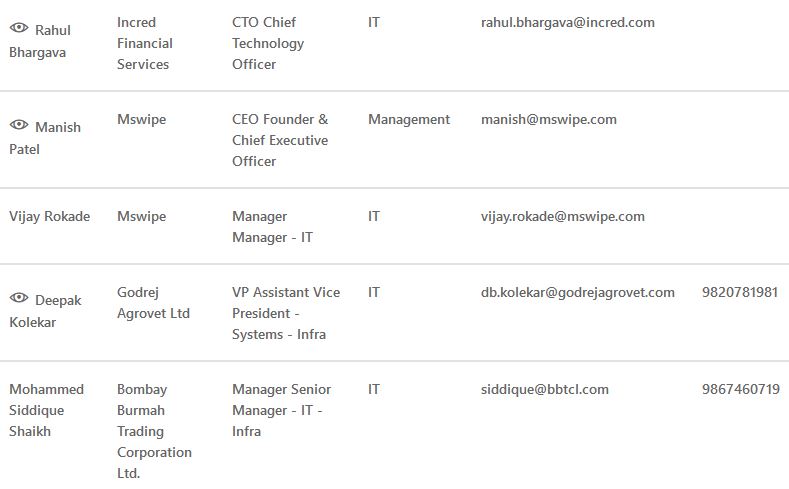 Rahul Bhargava Incred Financial Services CTO Chief Technology Officer IT rahul.bhargava@incred.com
Manish Patel Mswipe CEO Founder & Chief Executive Officer Management manish@mswipe.com
Vijay Rokade Mswipe Manager Manager - IT IT vijay.rokade@mswipe.com
Deepak Kolekar Godrej Agrovet Ltd VP Assistant Vice President - Systems - Infra IT db.kolekar@godrejagrovet.com 9820781981
Mohammed Siddique Shaikh Bombay Burmah Trading Corporation Ltd. Manager Senior Manager - IT - Infra IT siddique@bbtcl.com 9867460719